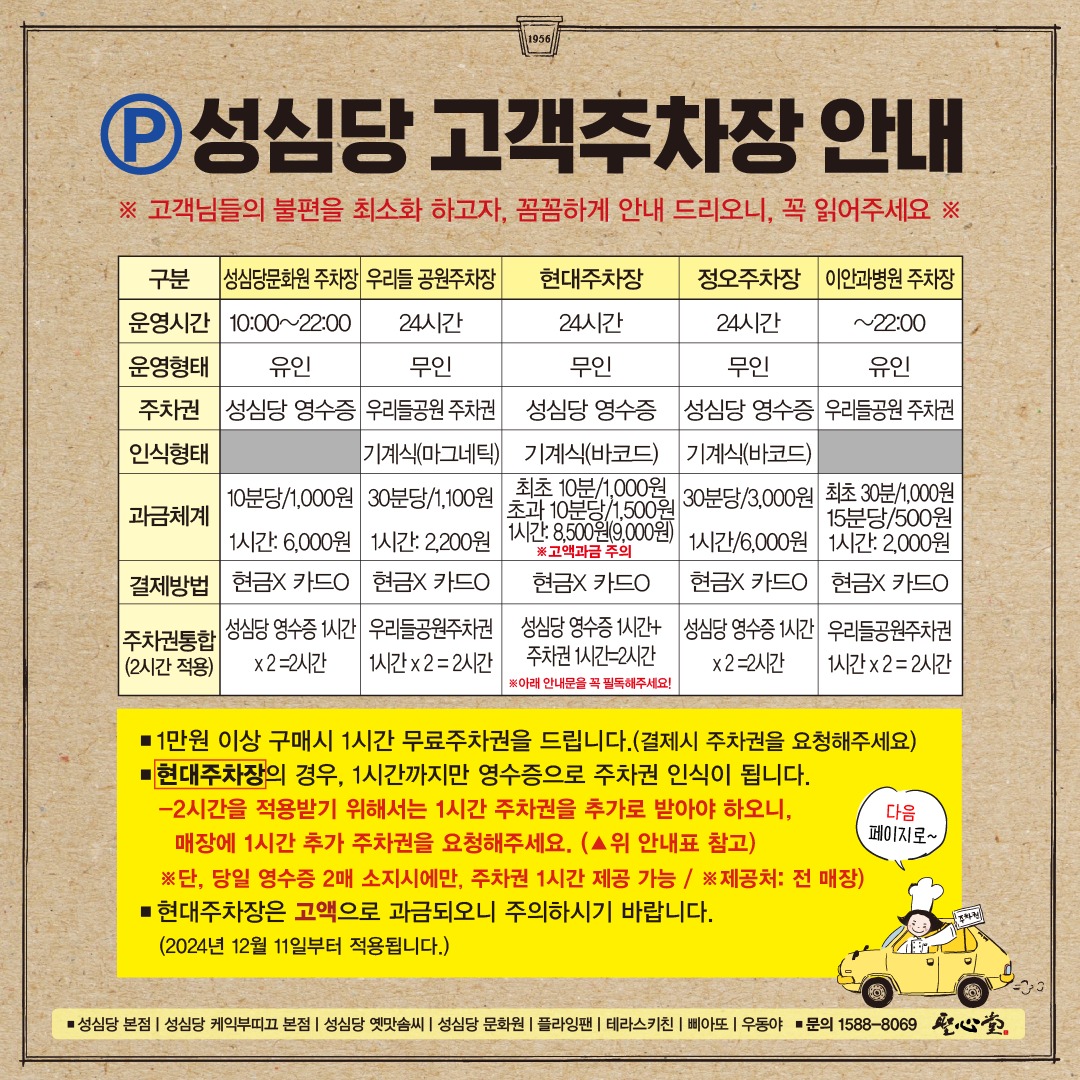 1956
P 성심당 고객주차장 안내
※ 고객님들의 불편을 최소화 하고자, 꼼꼼하게 안내 드리오니, 꼭 읽어주세요 ※
구분 성심당문화원 주차장 우리들 공원주차장 현대주차장 정오주차장 이안과병원 주차장
운영시간 10:00~22:00 24시간 24시간 24시간 ~22:00
운영형태 유인 무인 무인 무인 유인
주차권 성심당 영수증 우리들공원 주차권 성심당 영수증 성심당 영수증 우리들공원 주차권
인식형태 기계식(마그네틱) 기계식(바코드) 기계식(바코드)
과금체계
10분당/1,000원
1시간: 6,000원
30분당/1,100원
1시간: 2,200원
최초 10분/1,000원
초과 10분당/1,500원
1시간: 8,500원(9,000원)
※고액과금 주의
30분당/3,000원
1시간/6,000원
최초 30분/1,000원
15분당/500원
1시간: 2,000원
결제방법 현금X 카드O 현금X 카드O 현금X 카드O 현금X 카드O 현금X 카드O
주차권통합
(2시간 적용)
성심당 영수증 1시간
x 2 =2시간
우리들공원주차권
1시간 x 2 = 2시간
성심당 영수증 1시간+
주차권 1시간=2시간
※아래 안내문을 꼭 필독해주세요!
성심당 영수증 1시간
x 2 =2시간
우리들공원주차권
1시간 x 2 = 2시간
■ 1만원 이상 구매시 1시간 무료주차권을 드립니다.(결제시 주차권을 요청해주세요)
■ 현대주차장의 경우, 1시간까지만 영수증으로 주차권 인식이 됩니다.
-2시간을 적용받기 위해서는 1시간 주차권을 추가로 받아야 하오니,
매장에 1시간 추가 주차권을 요청해주세요. (▲위 안내표 참고)
※단, 당일 영수증 2매 소지시에만, 주차권 1시간 제공 가능 / ※제공처: 전 매장)
■ 현대주차장은 고액으로 과금되오니 주의하시기 바랍니다.
(2024년 12월 11일부터 적용됩니다.)
다음
페이지로~
주차권
■ 성심당 본점 | 성심당 케익부띠끄 본점 | 성심당 옛맛솜씨 | 성심당 문화원 | 플라잉팬 | 테라스키친 | 삐아또 | 우동야 ■ 문의 1588-8069 聖心堂